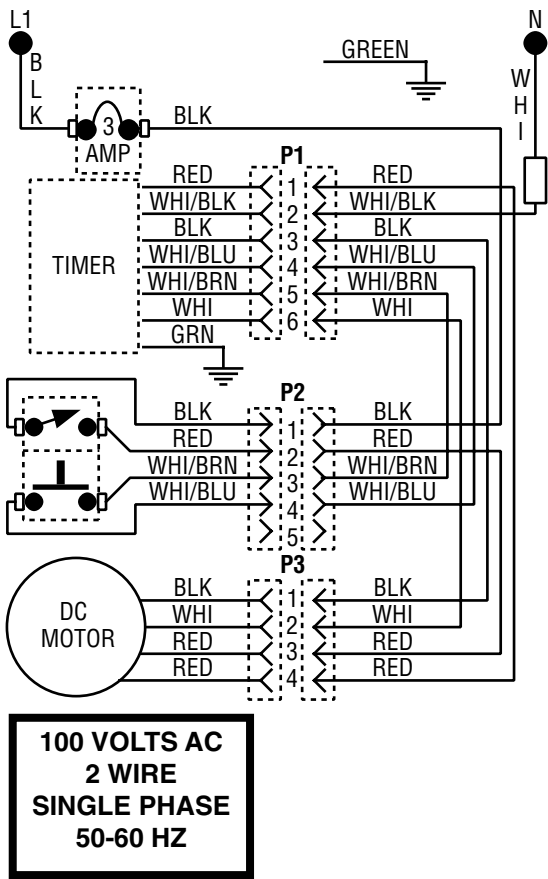 L1
N
GREEN
BLK
WHI
3
AMP
BLK
P1
TIMER
RED 1 RED
WHI/BLK 2 WHI/BLK
BLK 3 BLK
WHI/BLU 4 WHI/BLU
WHI/BRN 5 WHI/BRN
WHI 6 WHI
GRN
P2
BLK 1 BLK
RED 2 RED
WHI/BRN 3 WHI/BRN
WHI/BLU 4 WHI/BLU
5
P3
DC
MOTOR
BLK 1 BLK
WHI 2 WHI
RED 3 RED
RED 4 RED
100 VOLTS AC
2 WIRE
SINGLE PHASE
50-60 HZ